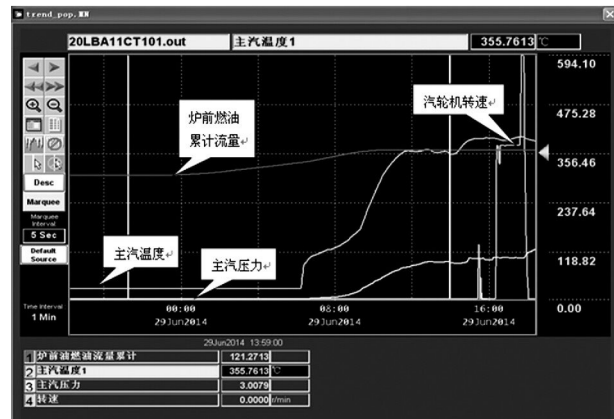 trend_pop,MM
20LBA11CT101.out 主汽温度1 355.7613 ℃
594.10
475.28
356.46
237.64
118.82
0.00
炉前燃油
累计流量
汽轮机转速
主汽温度
主汽压力
Desc
Marquee
Marquee
Interval
5 Sec
Default
Source
Time Interval
1 Min
00:00 08:00 16:00
29Jun2014 29Jun2014 29Jun2014
29Jun2014 13:59:00
1 炉前油燃油流量累计 121.2713
2 主汽温度1 355.7613 ℃
3 主汽压力 3.0079
4 转速 0.0000 r/min